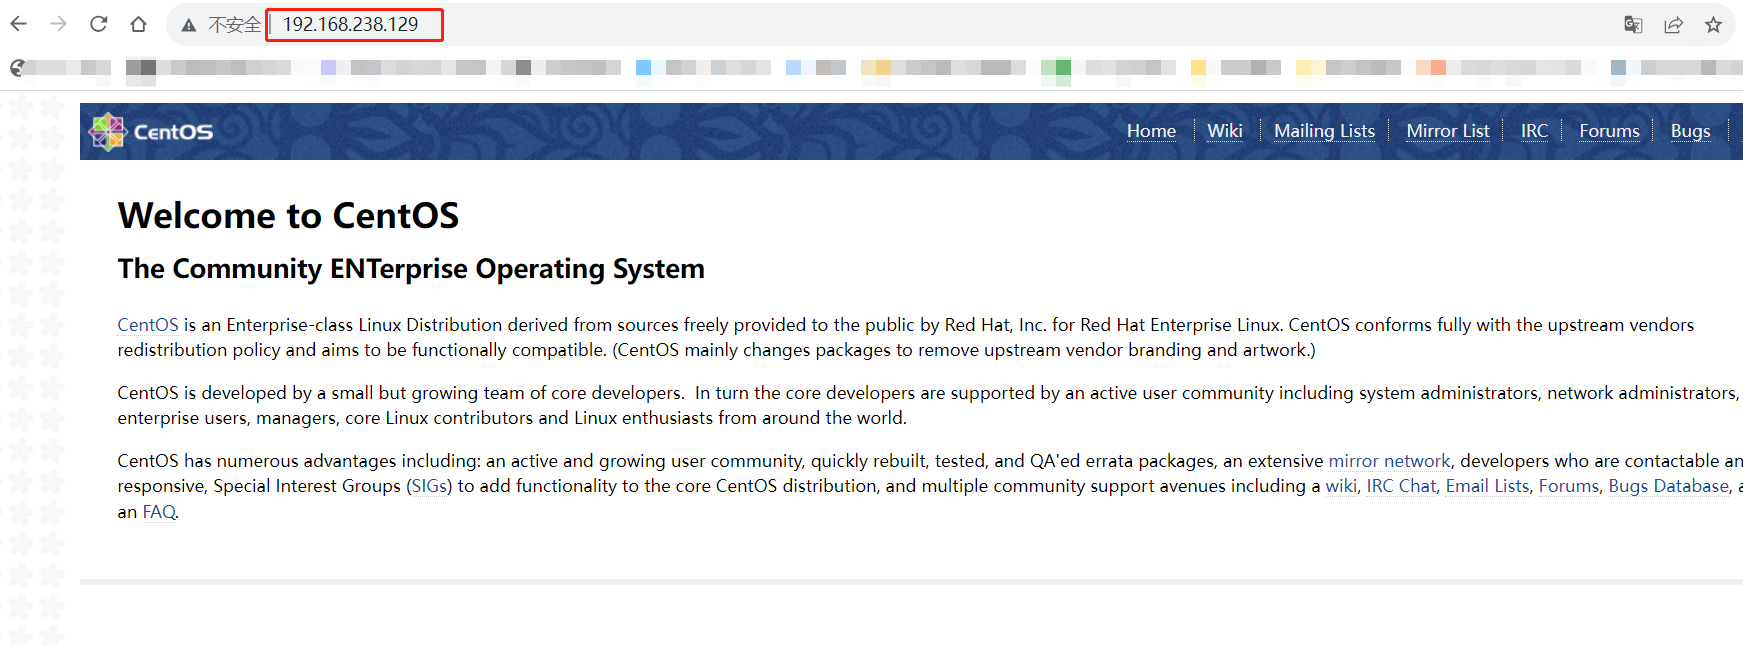 不安全 192.168.238.129
CentOS Home Wiki Mailing Lists Mirror List IRC Forums Bugs
Welcome to CentOS
The Community ENTerprise Operating System
CentOS is an Enterprise-class Linux Distribution derived from sources freely provided to the public by Red Hat, Inc. for Red Hat Enterprise Linux. CentOS conforms fully with the upstream vendors
redistribution policy and aims to be functionally compatible. (CentOS mainly changes packages to remove upstream vendor branding and artwork.)
CentOS is developed by a small but growing team of core developers.  In turn the core developers are supported by an active user community including system administrators, network administrators,
enterprise users, managers, core Linux contributors and Linux enthusiasts from around the world.
CentOS has numerous advantages including: an active and growing user community, quickly rebuilt, tested, and QA'ed errata packages, an extensive mirror network, developers who are contactable an
responsive, Special Interest Groups (SIGs) to add functionality to the core CentOS distribution, and multiple community support avenues including a wiki, IRC Chat, Email Lists, Forums, Bugs Database, a
an FAQ.